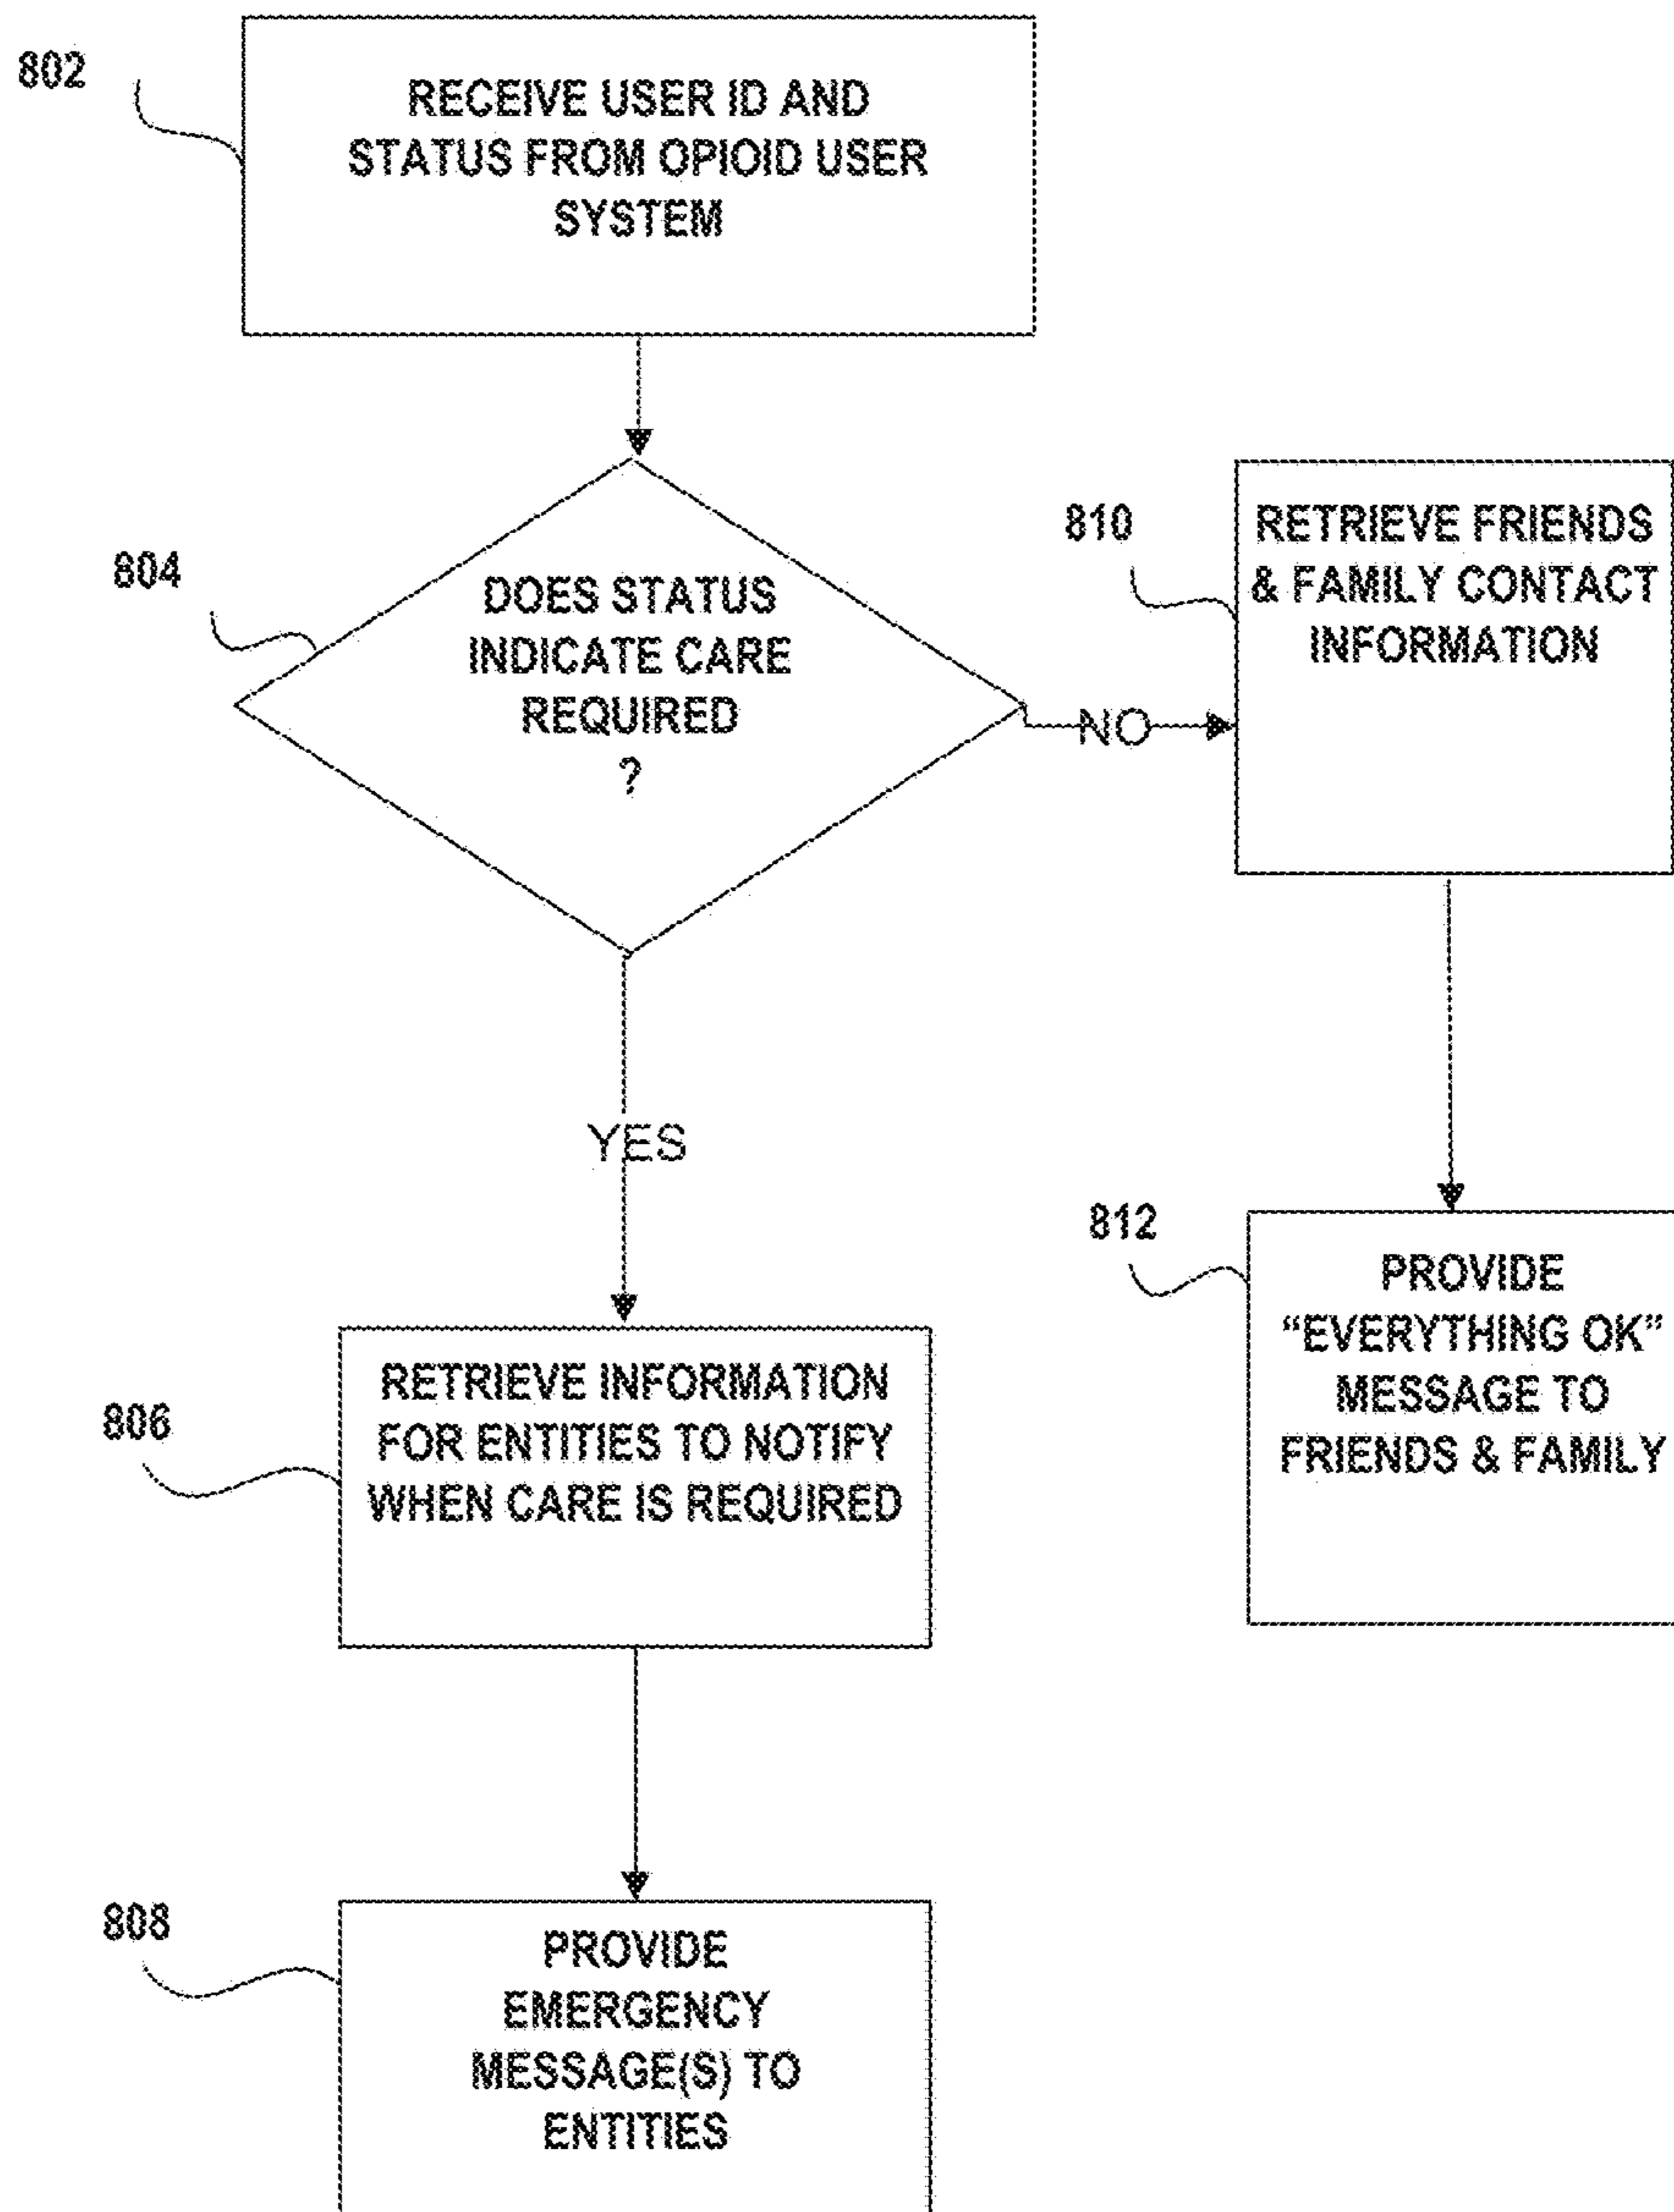 802
RECEIVE USER ID AND
STATUS FROM OPIOID USER
SYSTEM
804
DOES STATUS
INDICATE CARE
REQUIRED
?
NO
810
RETRIEVE FRIENDS
& FAMILY CONTACT
INFORMATION
YES
812
PROVIDE
“EVERYTHING OK”
MESSAGE TO
FRIENDS & FAMILY
806
RETRIEVE INFORMATION
FOR ENTITIES TO NOTIFY
WHEN CARE IS REQUIRED
808
PROVIDE
EMERGENCY
MESSAGE(S) TO
ENTITIES